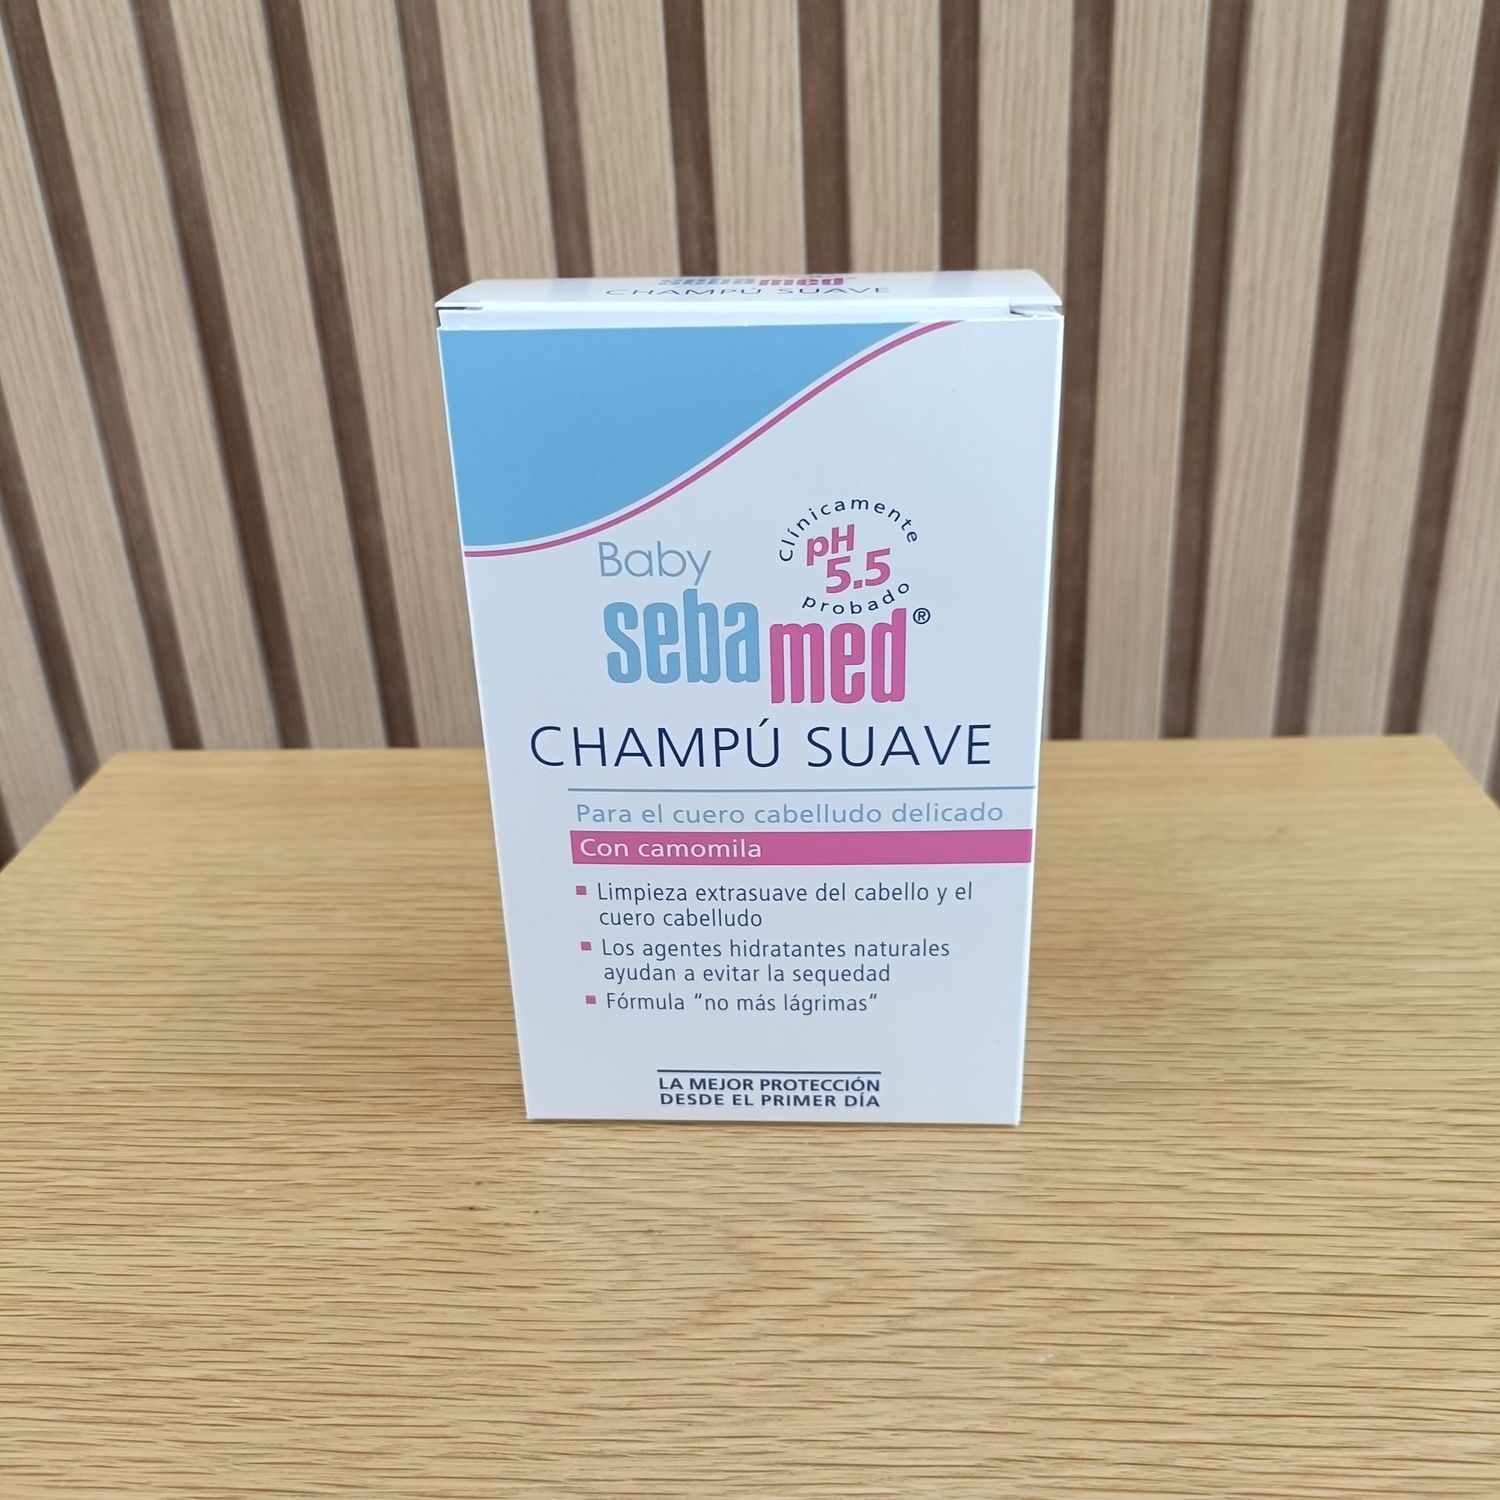 sebamed®
CHAMPÚ SUAVE
Clínicamente
pH
5.5
probado
Baby
sebamed®
CHAMPÚ SUAVE
Para el cuero cabelludo delicado
Con camomila
▪ Limpieza extrasuave del cabello y el
cuero cabelludo
▪ Los agentes hidratantes naturales
ayudan a evitar la sequedad
▪ Fórmula "no más lágrimas"
LA MEJOR PROTECCIÓN
DESDE EL PRIMER DÍA